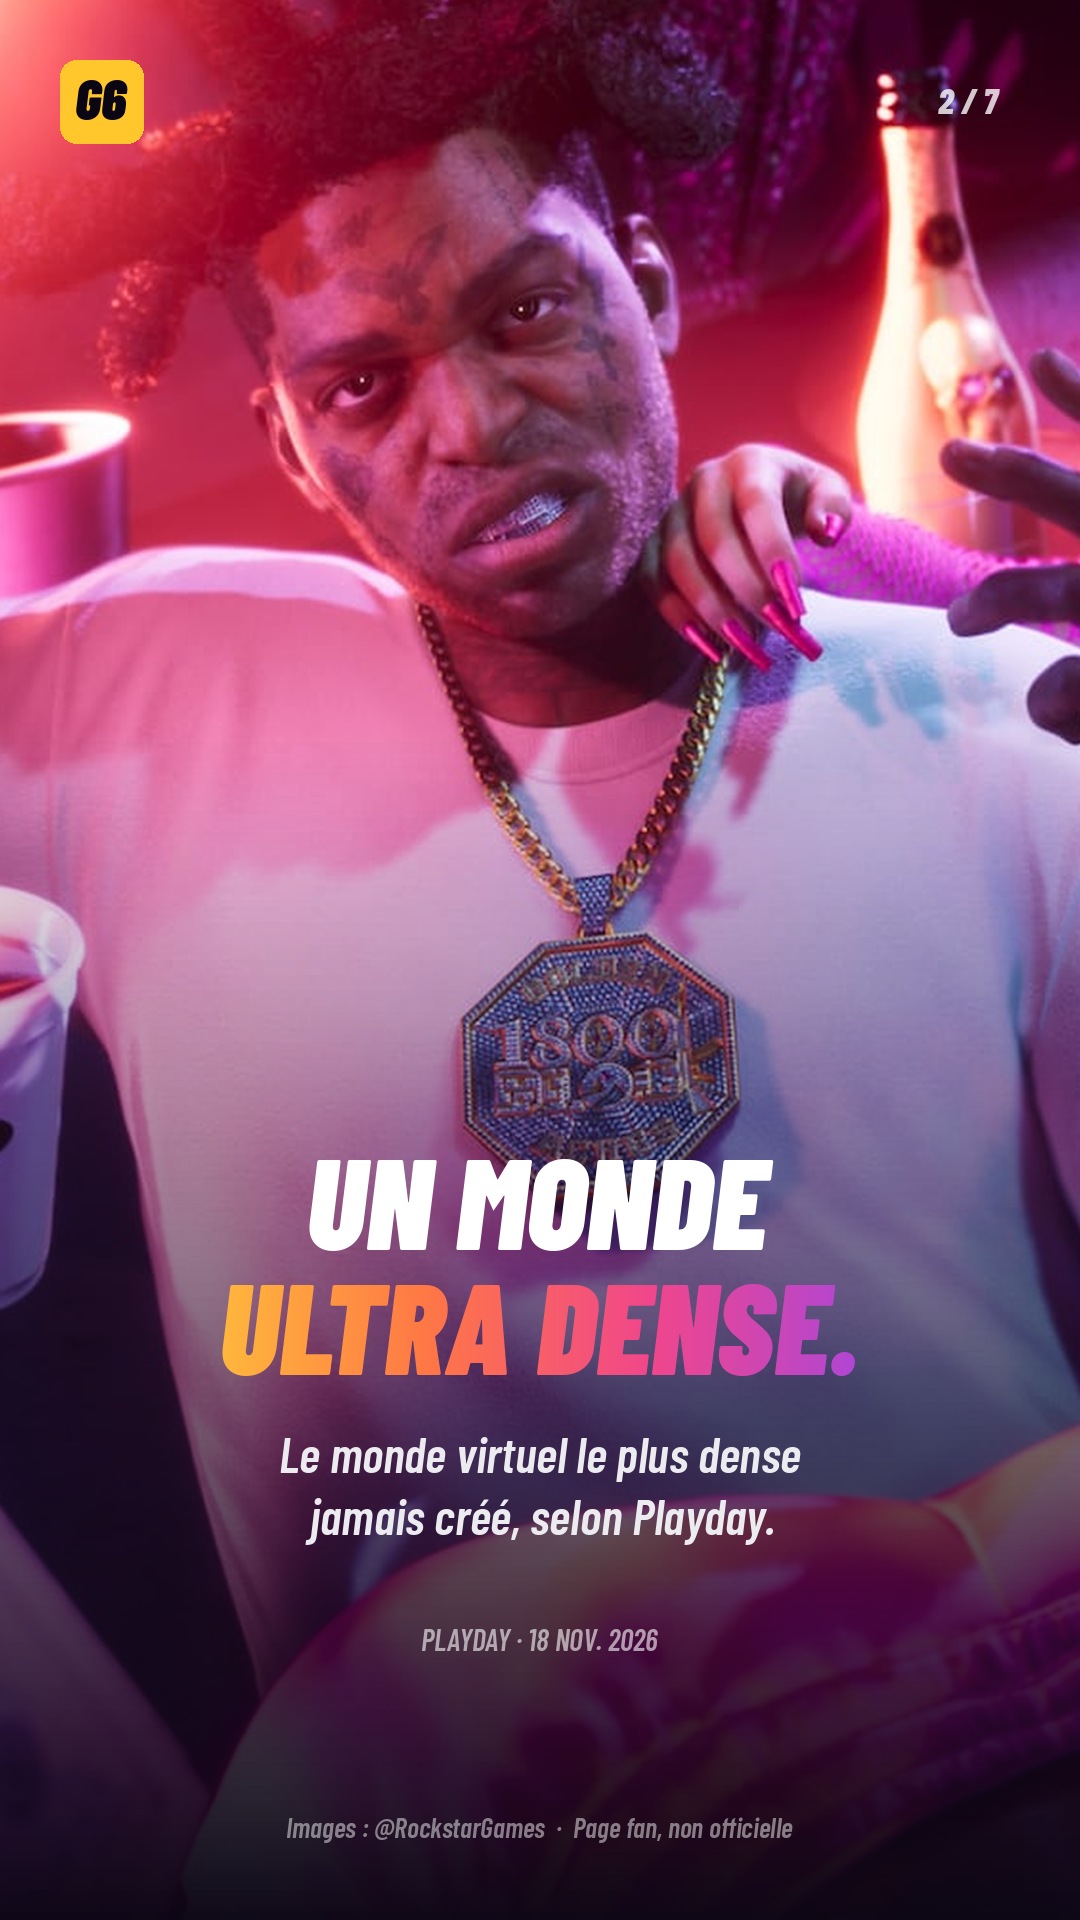 G6
2 / 7
1800
UN MONDE
ULTRA DENSE.
Le monde virtuel le plus dense
jamais créé, selon Playday.
PLAYDAY · 18 NOV. 2026
Images : @RockstarGames · Page fan, non officielle